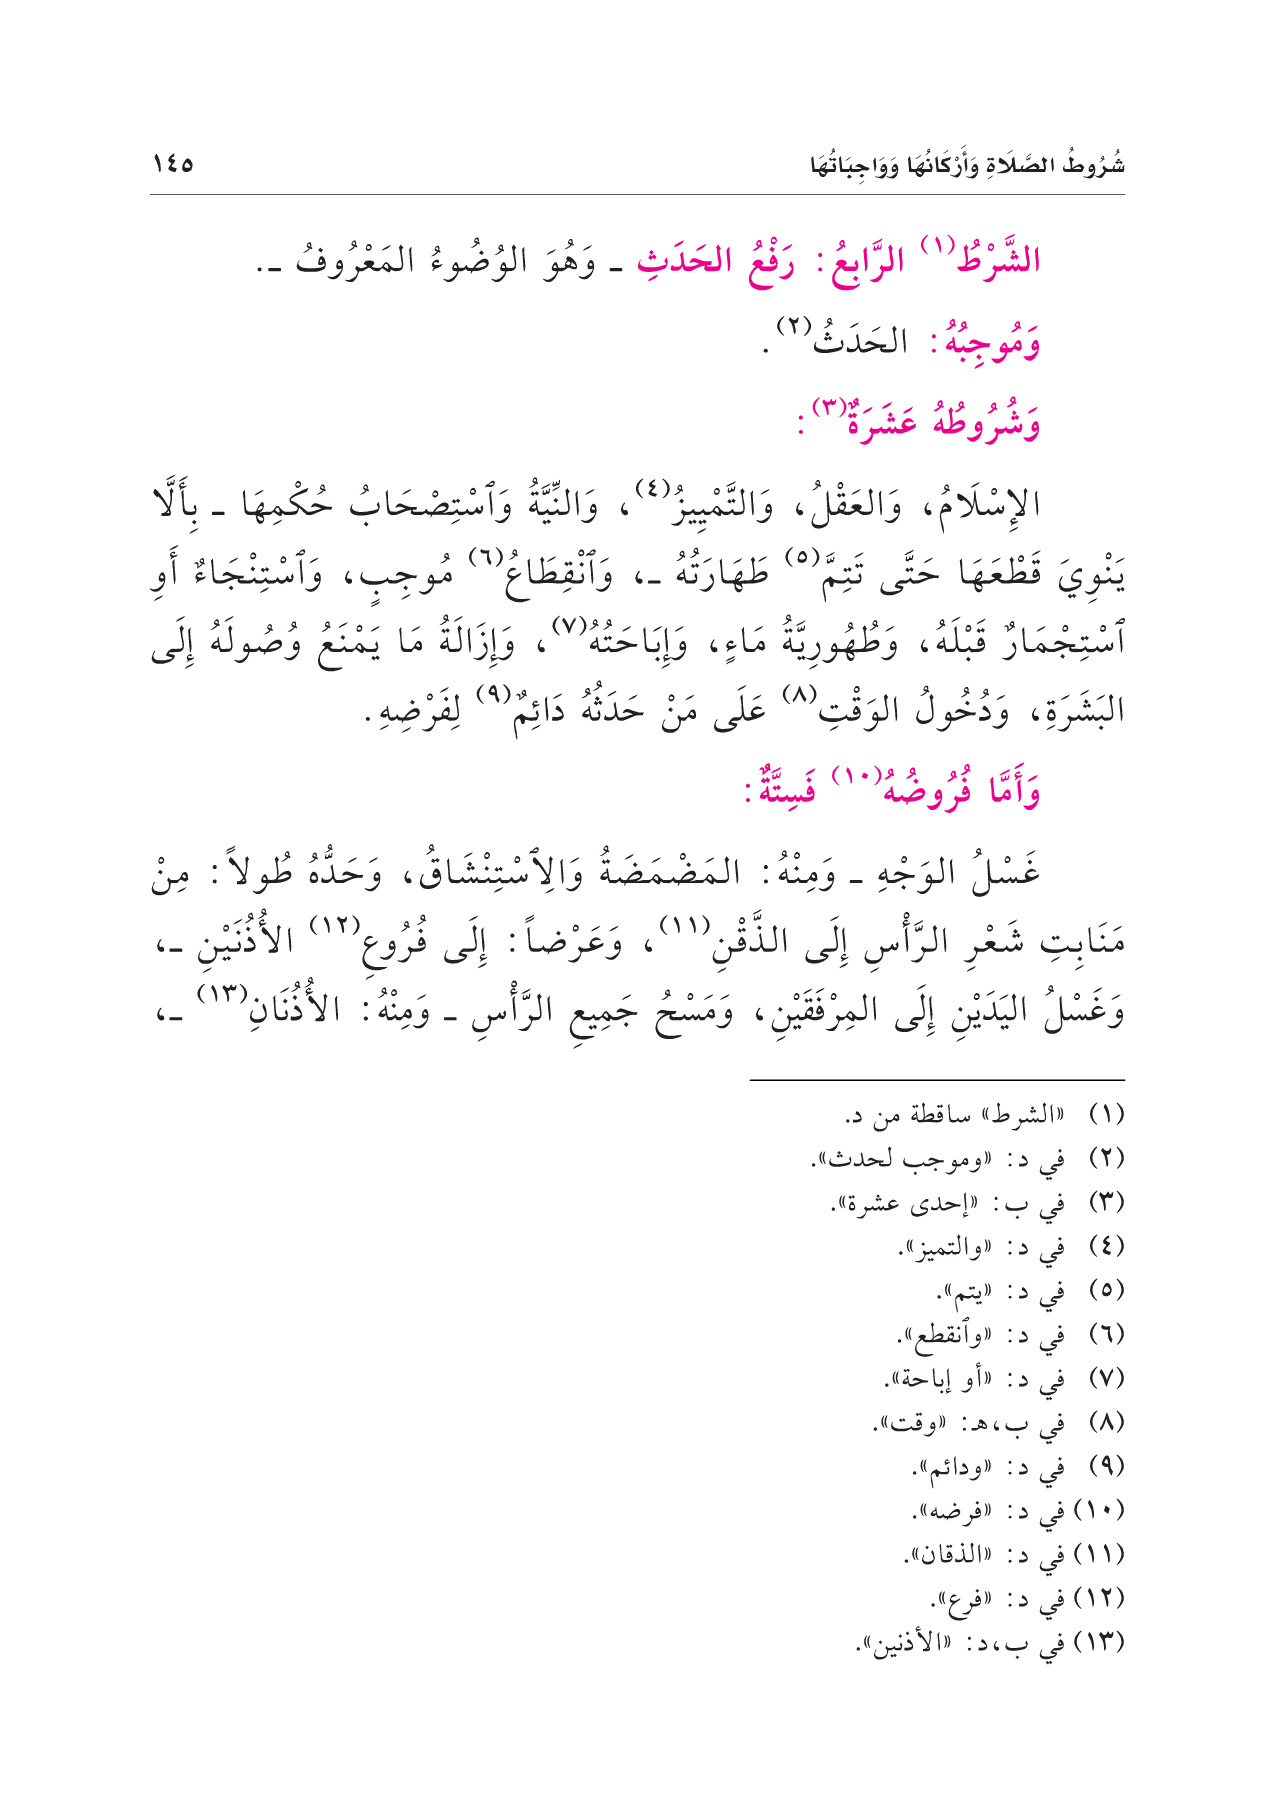 شُرُوطُ الصَّلَاةِ وَأَرْكَانُهَا وَوَاجِبَاتُهَا ١٤٥
الشَّرْطُ(١) الرَّابِعُ: رَفْعُ الحَدَثِ ـ وَهُوَ الوُضُوءُ المَعْرُوفُ ـ.
وَمُوجِبُهُ: الحَدَثُ(٢).
وَشُرُوطُهُ عَشَرَةٌ(٣):
الإِسْلَامُ، وَالعَقْلُ، وَالتَّمْيِيزُ(٤)، وَالنِّيَّةُ وَٱسْتِصْحَابُ حُكْمِهَا ـ بِأَلَّا
يَنْوِيَ قَطْعَهَا حَتَّى تَتِمَّ(٥) طَهَارَتُهُ ـ، وَٱنْقِطَاعُ(٦) مُوجِبٍ، وَٱسْتِنْجَاءٌ أَوِ
ٱسْتِجْمَارٌ قَبْلَهُ، وَطُهُورِيَّةُ مَاءٍ، وَإِبَاحَتُهُ(٧)، وَإِزَالَةُ مَا يَمْنَعُ وُصُولَهُ إِلَى
البَشَرَةِ، وَدُخُولُ الوَقْتِ(٨) عَلَى مَنْ حَدَثُهُ دَائِمٌ(٩) لِفَرْضِهِ.
وَأَمَّا فُرُوضُهُ(١٠) فَسِتَّةٌ:
غَسْلُ الوَجْهِ ـ وَمِنْهُ: المَضْمَضَةُ وَالِٱسْتِنْشَاقُ، وَحَدُّهُ طُولاً: مِنْ
مَنَابِتِ شَعْرِ الرَّأْسِ إِلَى الذَّقْنِ(١١)، وَعَرْضاً: إِلَى فُرُوعِ(١٢) الأُذُنَيْنِ ـ،
وَغَسْلُ اليَدَيْنِ إِلَى المِرْفَقَيْنِ، وَمَسْحُ جَمِيعِ الرَّأْسِ ـ وَمِنْهُ: الأُذُنَانِ(١٣) ـ،
(١) «الشرط» ساقطة من د.
(٢) في د: «وموجب لحدث».
(٣) في ب: «إحدى عشرة».
(٤) في د: «والتميز».
(٥) في د: «يتم».
(٦) في د: «وٱنقطع».
(٧) في د: «أو إباحة».
(٨) في ب،هـ: «وقت».
(٩) في د: «ودائم».
(١٠) في د: «فرضه».
(١١) في د: «الذقان».
(١٢) في د: «فرع».
(١٣) في ب،د: «الأذنين».